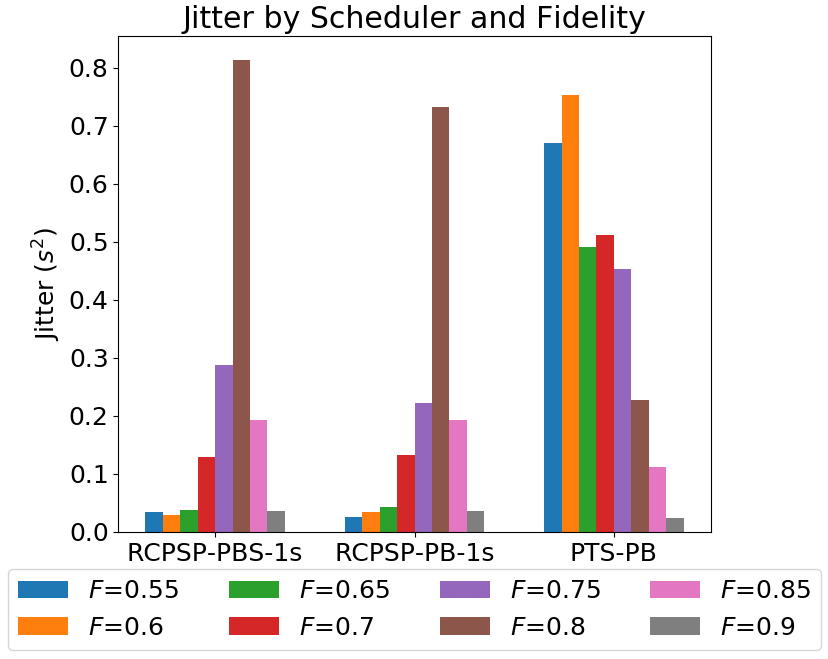 Jitter by Scheduler and Fidelity
0.8
0.7
0.6
0.5
0.4
0.3
0.2
0.1
0.0
Jitter (s²)
RCPSP-PBS-1s RCPSP-PB-1s PTS-PB
F=0.55 F=0.65 F=0.75 F=0.85
F=0.6 F=0.7 F=0.8 F=0.9